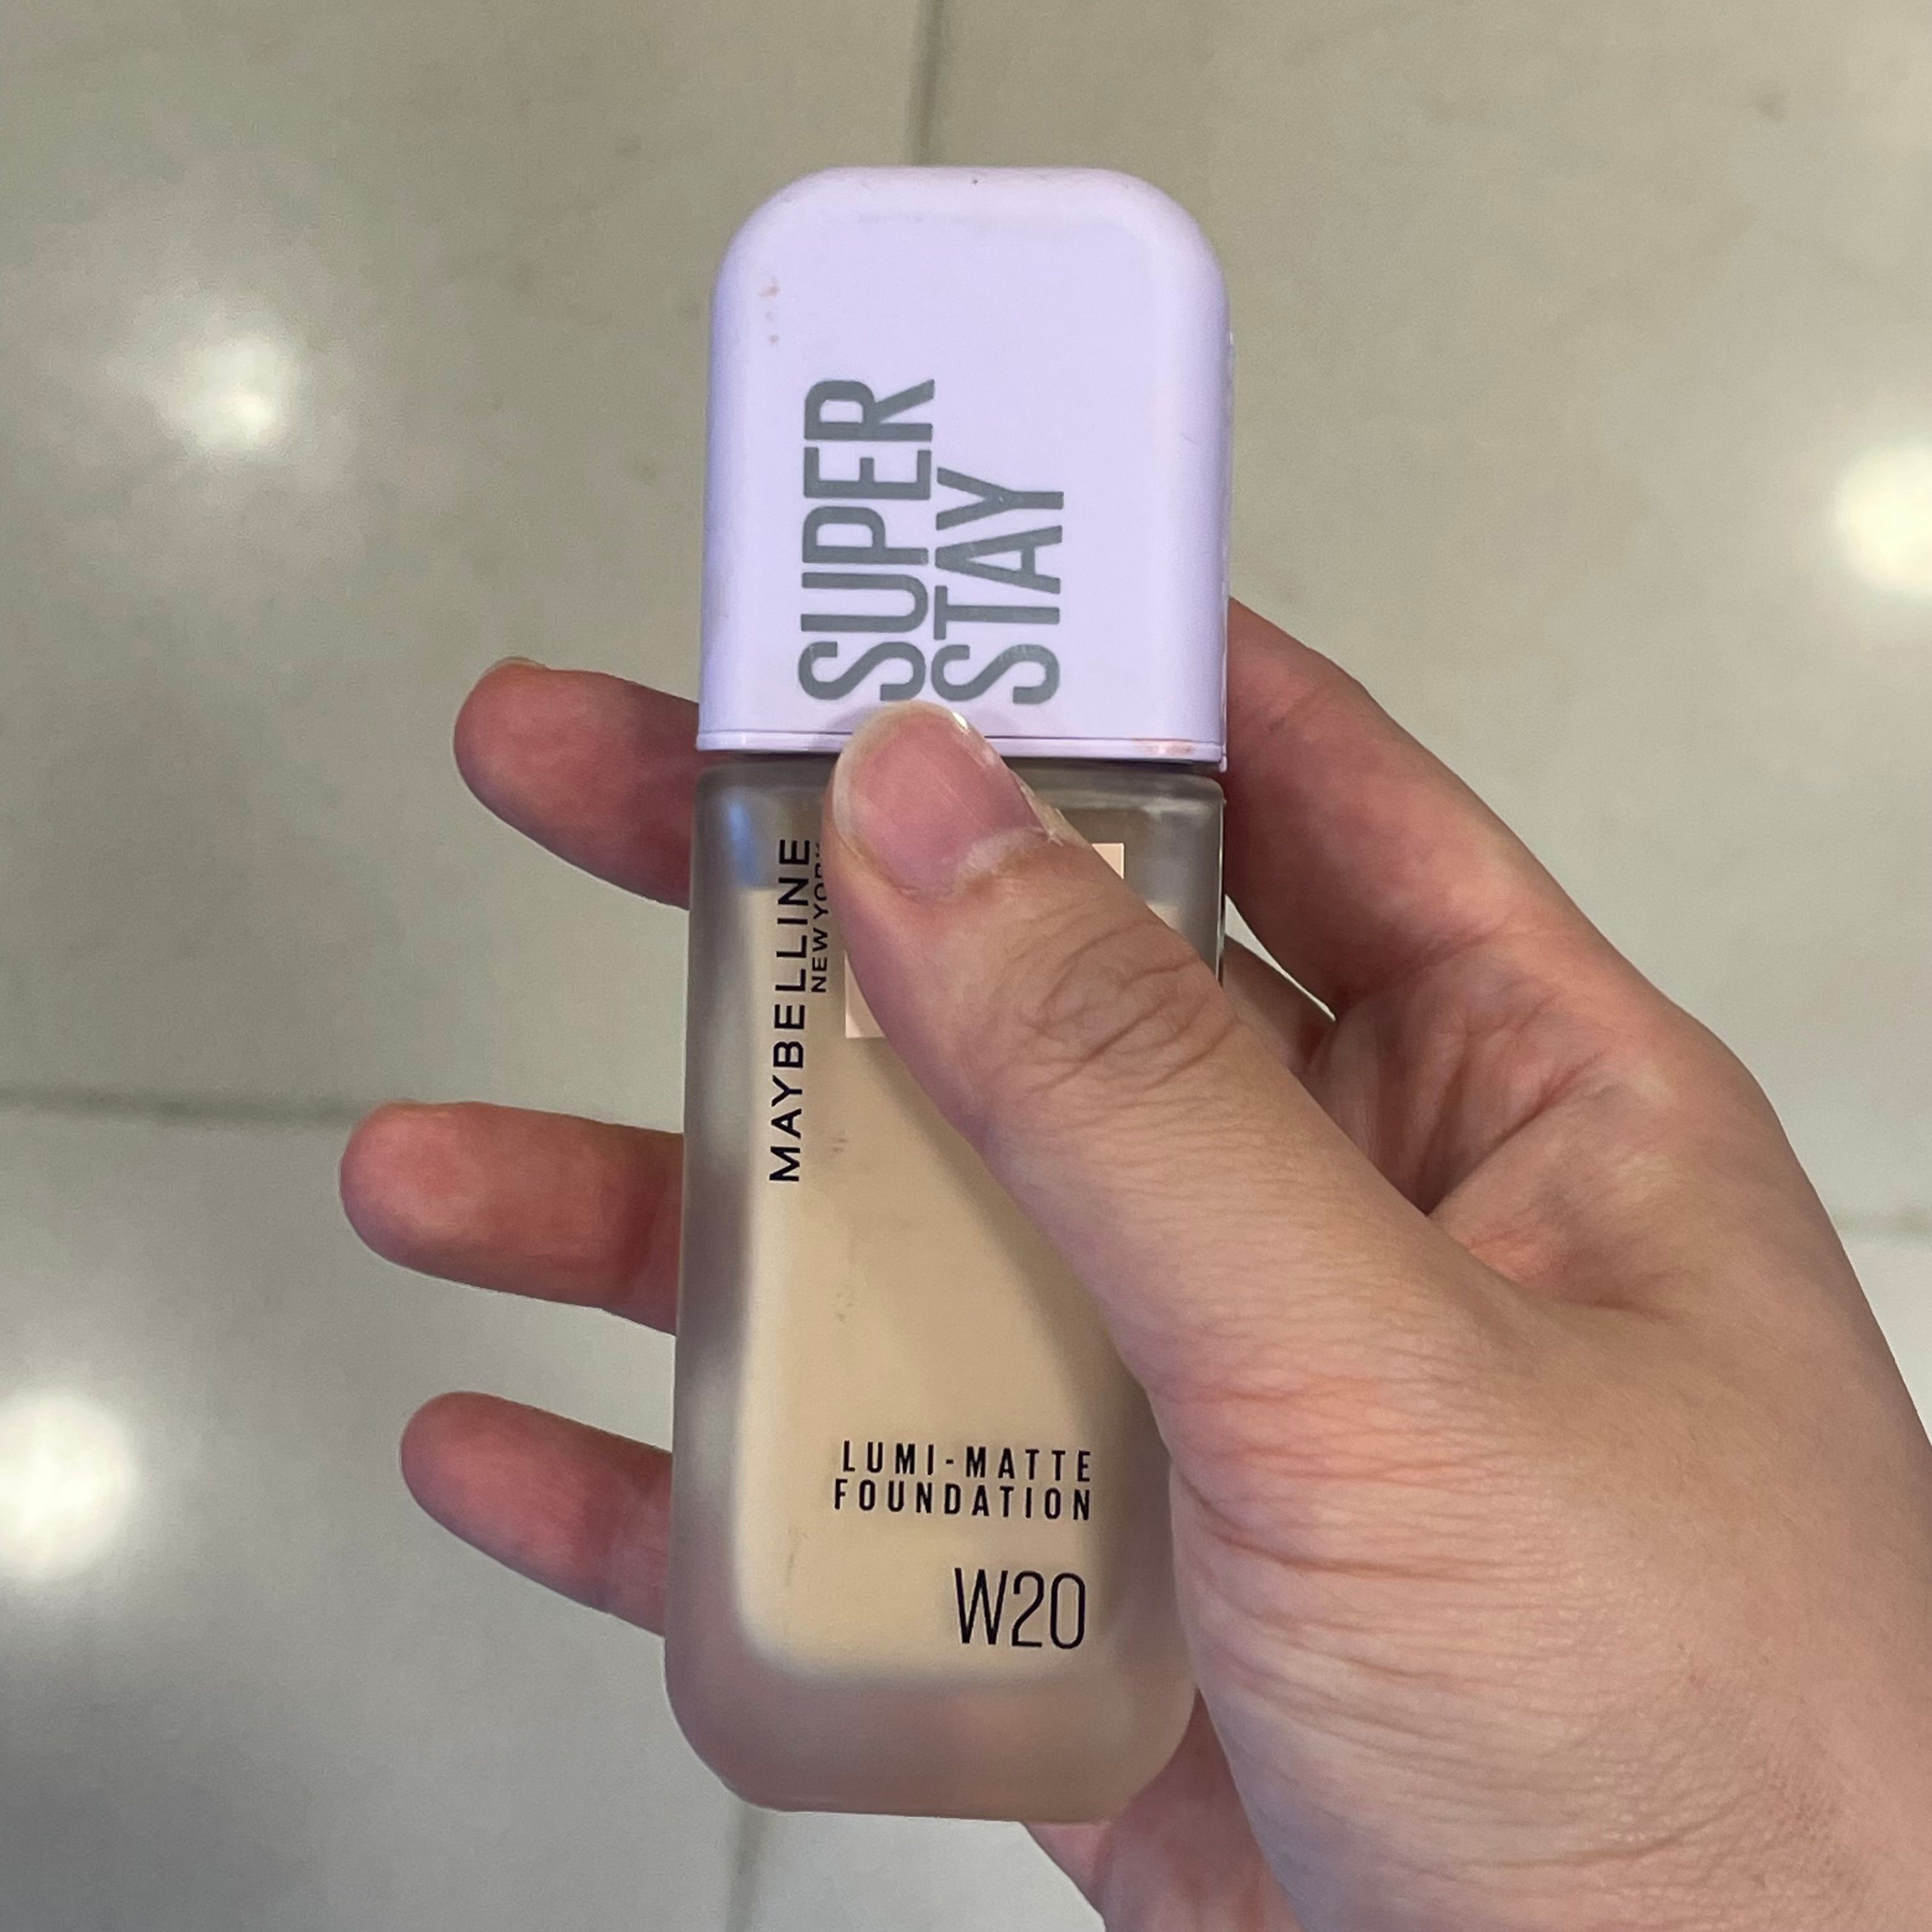 SUPER
STAY
MAYBELLINE
NEW YORK
LUMI-MATTE
FOUNDATION
W20